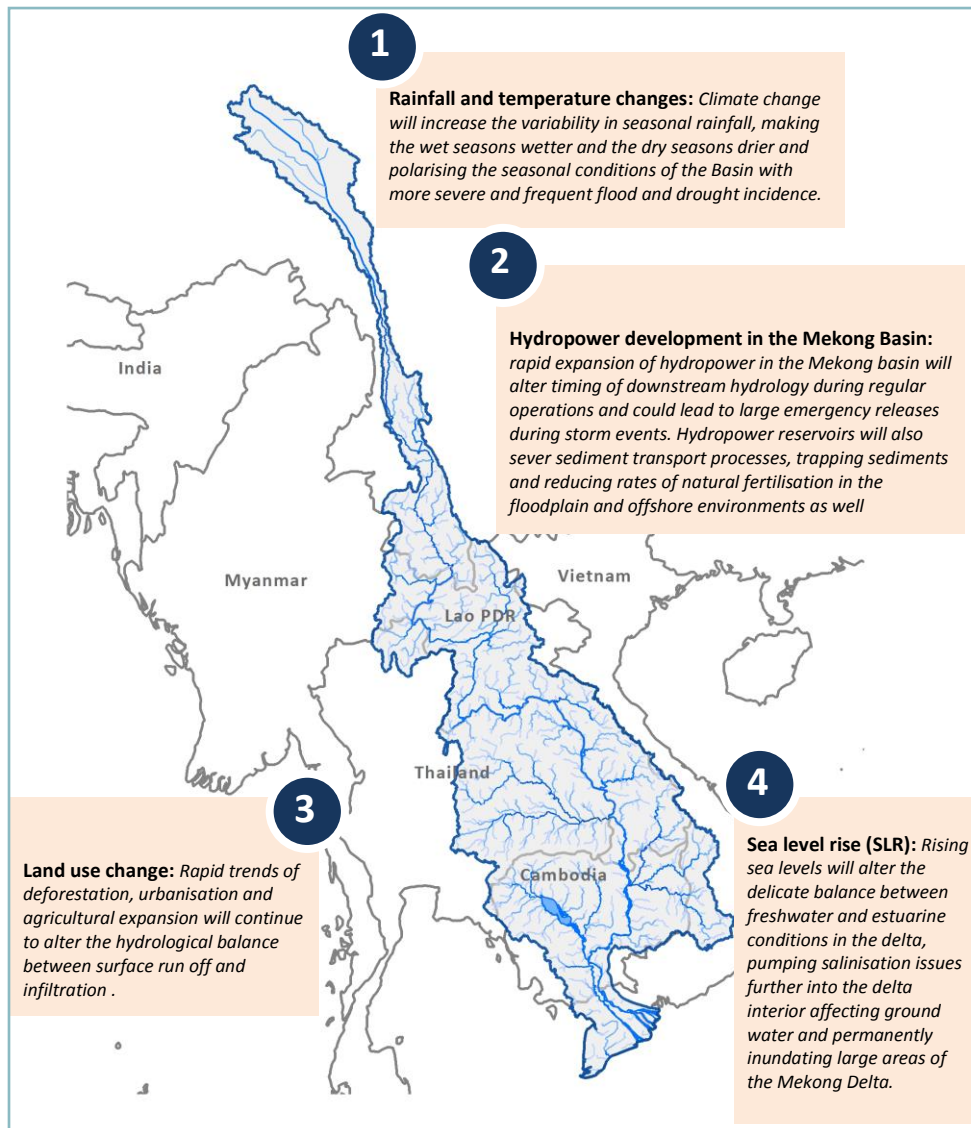 1
Rainfall and temperature changes: Climate change
will increase the variability in seasonal rainfall, making
the wet seasons wetter and the dry seasons drier and
polarising the seasonal conditions of the Basin with
more severe and frequent flood and drought incidence.
2
Hydropower development in the Mekong Basin:
rapid expansion of hydropower in the Mekong basin will
alter timing of downstream hydrology during regular
operations and could lead to large emergency releases
during storm events. Hydropower reservoirs will also
sever sediment transport processes, trapping sediments
and reducing rates of natural fertilisation in the
floodplain and offshore environments as well
India
Myanmar
Vietnam
Lao PDR
Thailand
Cambodia
3
Land use change: Rapid trends of
deforestation, urbanisation and
agricultural expansion will continue
to alter the hydrological balance
between surface run off and
infiltration .
4
Sea level rise (SLR): Rising
sea levels will alter the
delicate balance between
freshwater and estuarine
conditions in the delta,
pumping salinisation issues
further into the delta
interior affecting ground
water and permanently
inundating large areas of
the Mekong Delta.